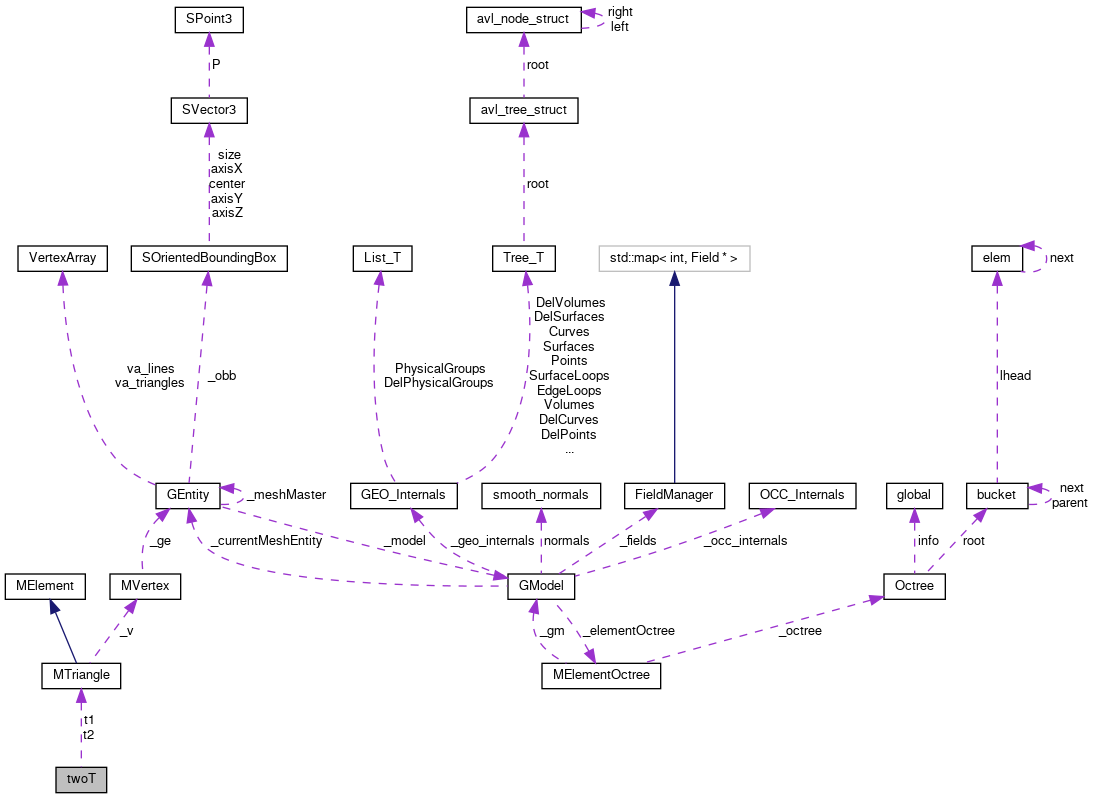 SPoint3
avl_node_struct
right
left
P
root
SVector3
avl_tree_struct
size
axisX
center
axisY
axisZ
root
VertexArray
SOrientedBoundingBox
List_T
Tree_T
std::map< int, Field * >
elem
next
va_lines
va_triangles
_obb
PhysicalGroups
DelPhysicalGroups
DelVolumes
DelSurfaces
Curves
Surfaces
Points
SurfaceLoops
EdgeLoops
Volumes
DelCurves
DelPoints
...
lhead
GEntity
_meshMaster
GEO_Internals
smooth_normals
FieldManager
OCC_Internals
global
bucket
next
parent
_ge
_currentMeshEntity
_model
_geo_internals
normals
_fields
_occ_internals
info
root
MElement
MVertex
GModel
Octree
_v
_gm
_elementOctree
_octree
MTriangle
MElementOctree
t1
t2
twoT